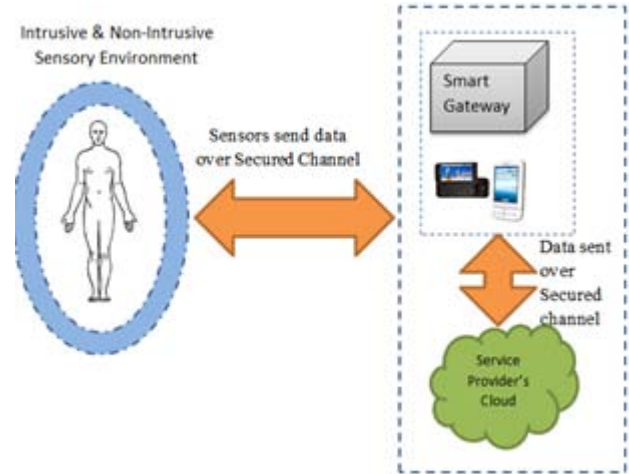 Intrusive & Non-Intrusive
Sensory Environment
Sensors send data
over Secured Channel
Smart
Gateway
Data sent
over
Secured
channel
Service
Provider's
Cloud